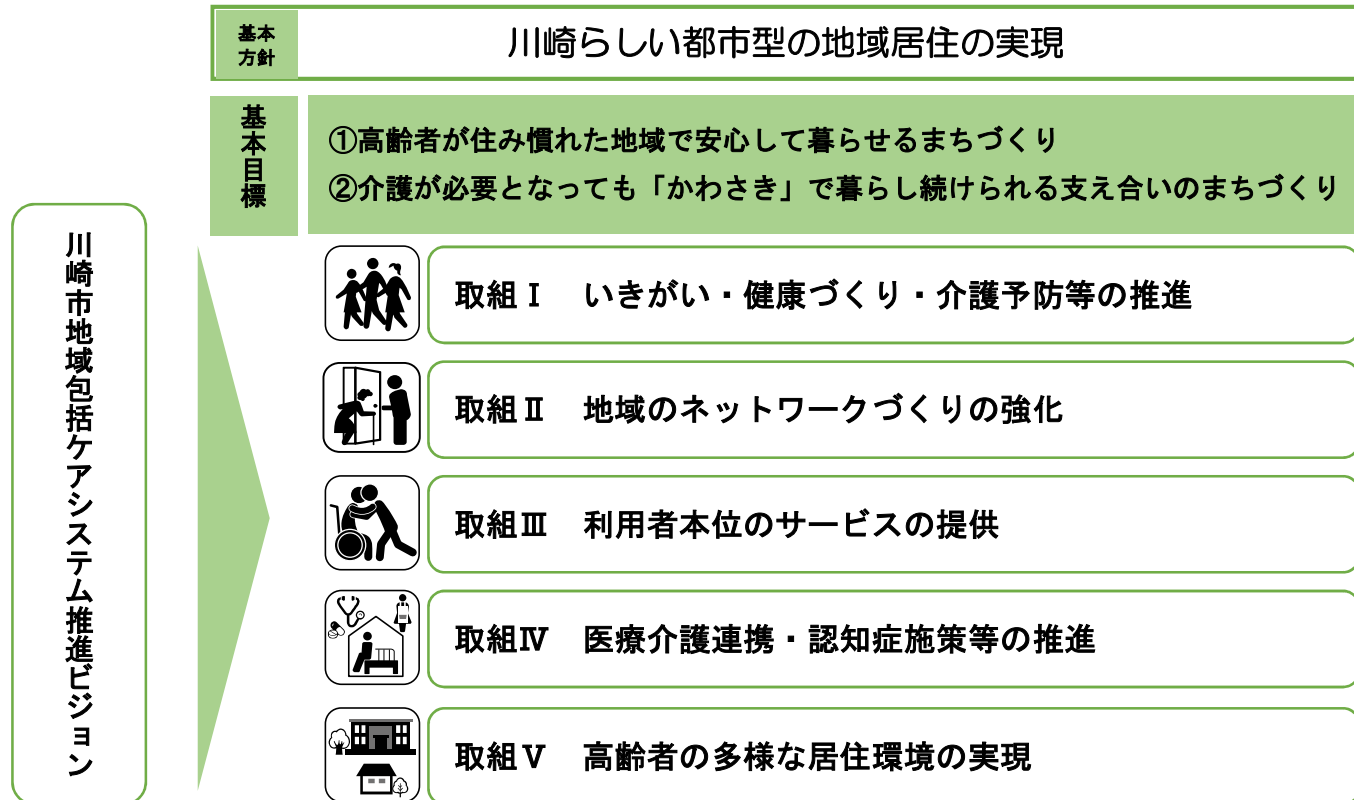 基本
方針
川崎らしい都市型の地域居住の実現
基本目標
①高齢者が住み慣れた地域で安心して暮らせるまちづくり
②介護が必要となっても「かわさき」で暮らし続けられる支え合いのまちづくり
川崎市地域包括ケアシステム推進ビジョン
取組Ⅰ　いきがい・健康づくり・介護予防等の推進
取組Ⅱ　地域のネットワークづくりの強化
取組Ⅲ　利用者本位のサービスの提供
取組Ⅳ　医療介護連携・認知症施策等の推進
取組Ⅴ　高齢者の多様な居住環境の実現